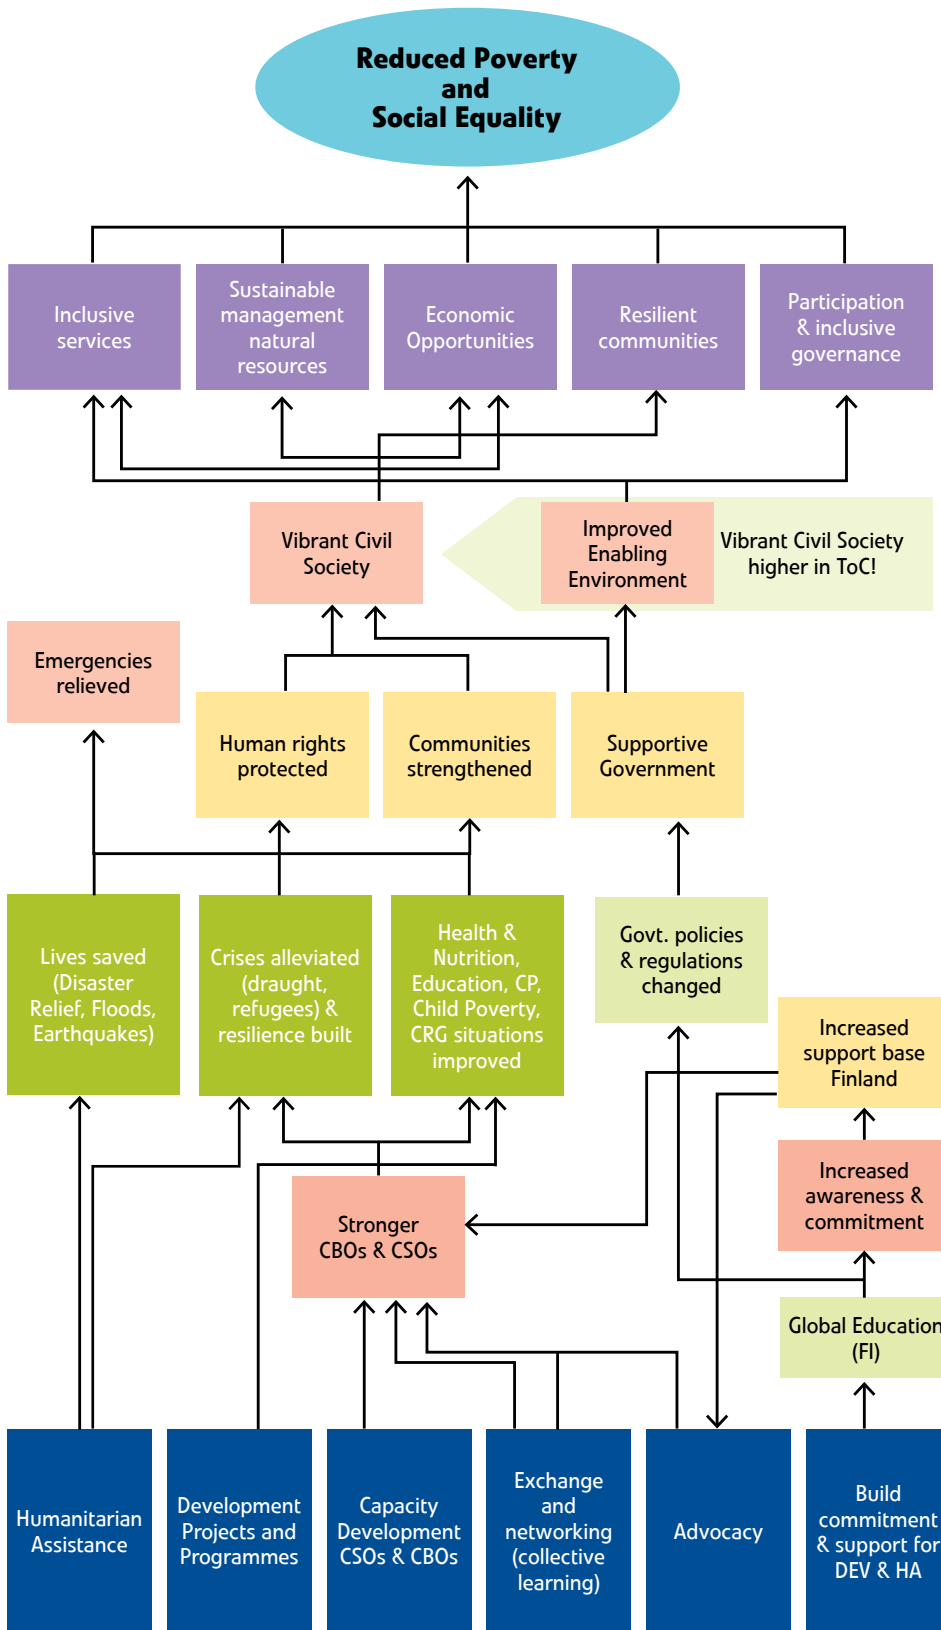 Reduced Poverty
and
Social Equality
Inclusive
services
Sustainable
management
natural
resources
Economic
Opportunities
Resilient
communities
Participation
& inclusive
governance
Vibrant Civil
Society
Improved
Enabling
Environment
Vibrant Civil Society
higher in ToC!
Emergencies
relieved
Human rights
protected
Communities
strengthened
Supportive
Government
Lives saved
(Disaster
Relief, Floods,
Earthquakes)
Crises alleviated
(draught,
refugees) &
resilience built
Health &
Nutrition,
Education, CP,
Child Poverty,
CRG situations
improved
Govt. policies
& regulations
changed
Increased
support base
Finland
Increased
awareness &
commitment
Stronger
CBOs & CSOs
Global Education
(FI)
Humanitarian
Assistance
Development
Projects and
Programmes
Capacity
Development
CSOs & CBOs
Exchange
and
networking
(collective
learning)
Advocacy
Build
commitment
& support for
DEV & HA